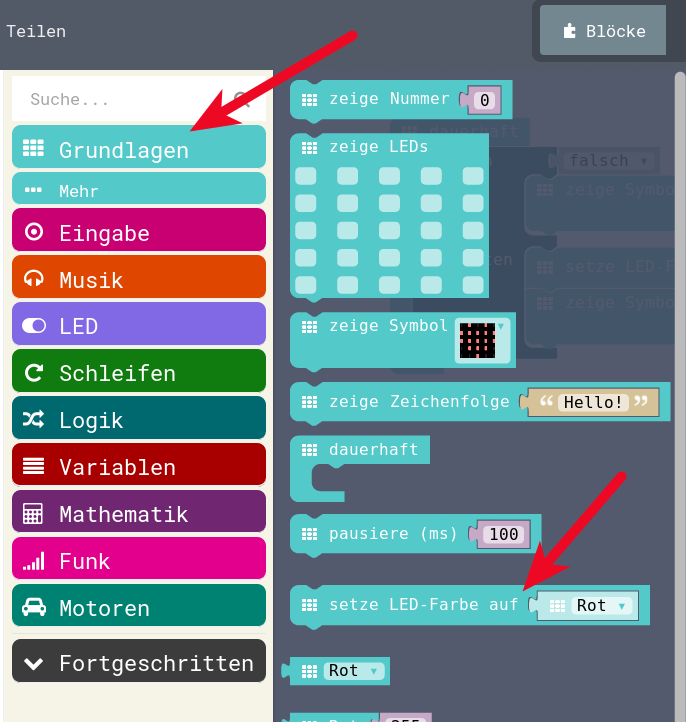 Teilen
Blöcke
Suche...
Grundlagen
Mehr
Eingabe
Musik
LED
Schleifen
Logik
Variablen
Mathematik
Funk
Motoren
Fortgeschritten
zeige Nummer 0
zeige LEDs
dauerhaft
falsch
zeige Symbo
setze LED-F
zeige Symbo
zeige Symbol
zeige Zeichenfolge “ Hello! ”
dauerhaft
pausiere (ms) 100
setze LED-Farbe auf Rot
Rot